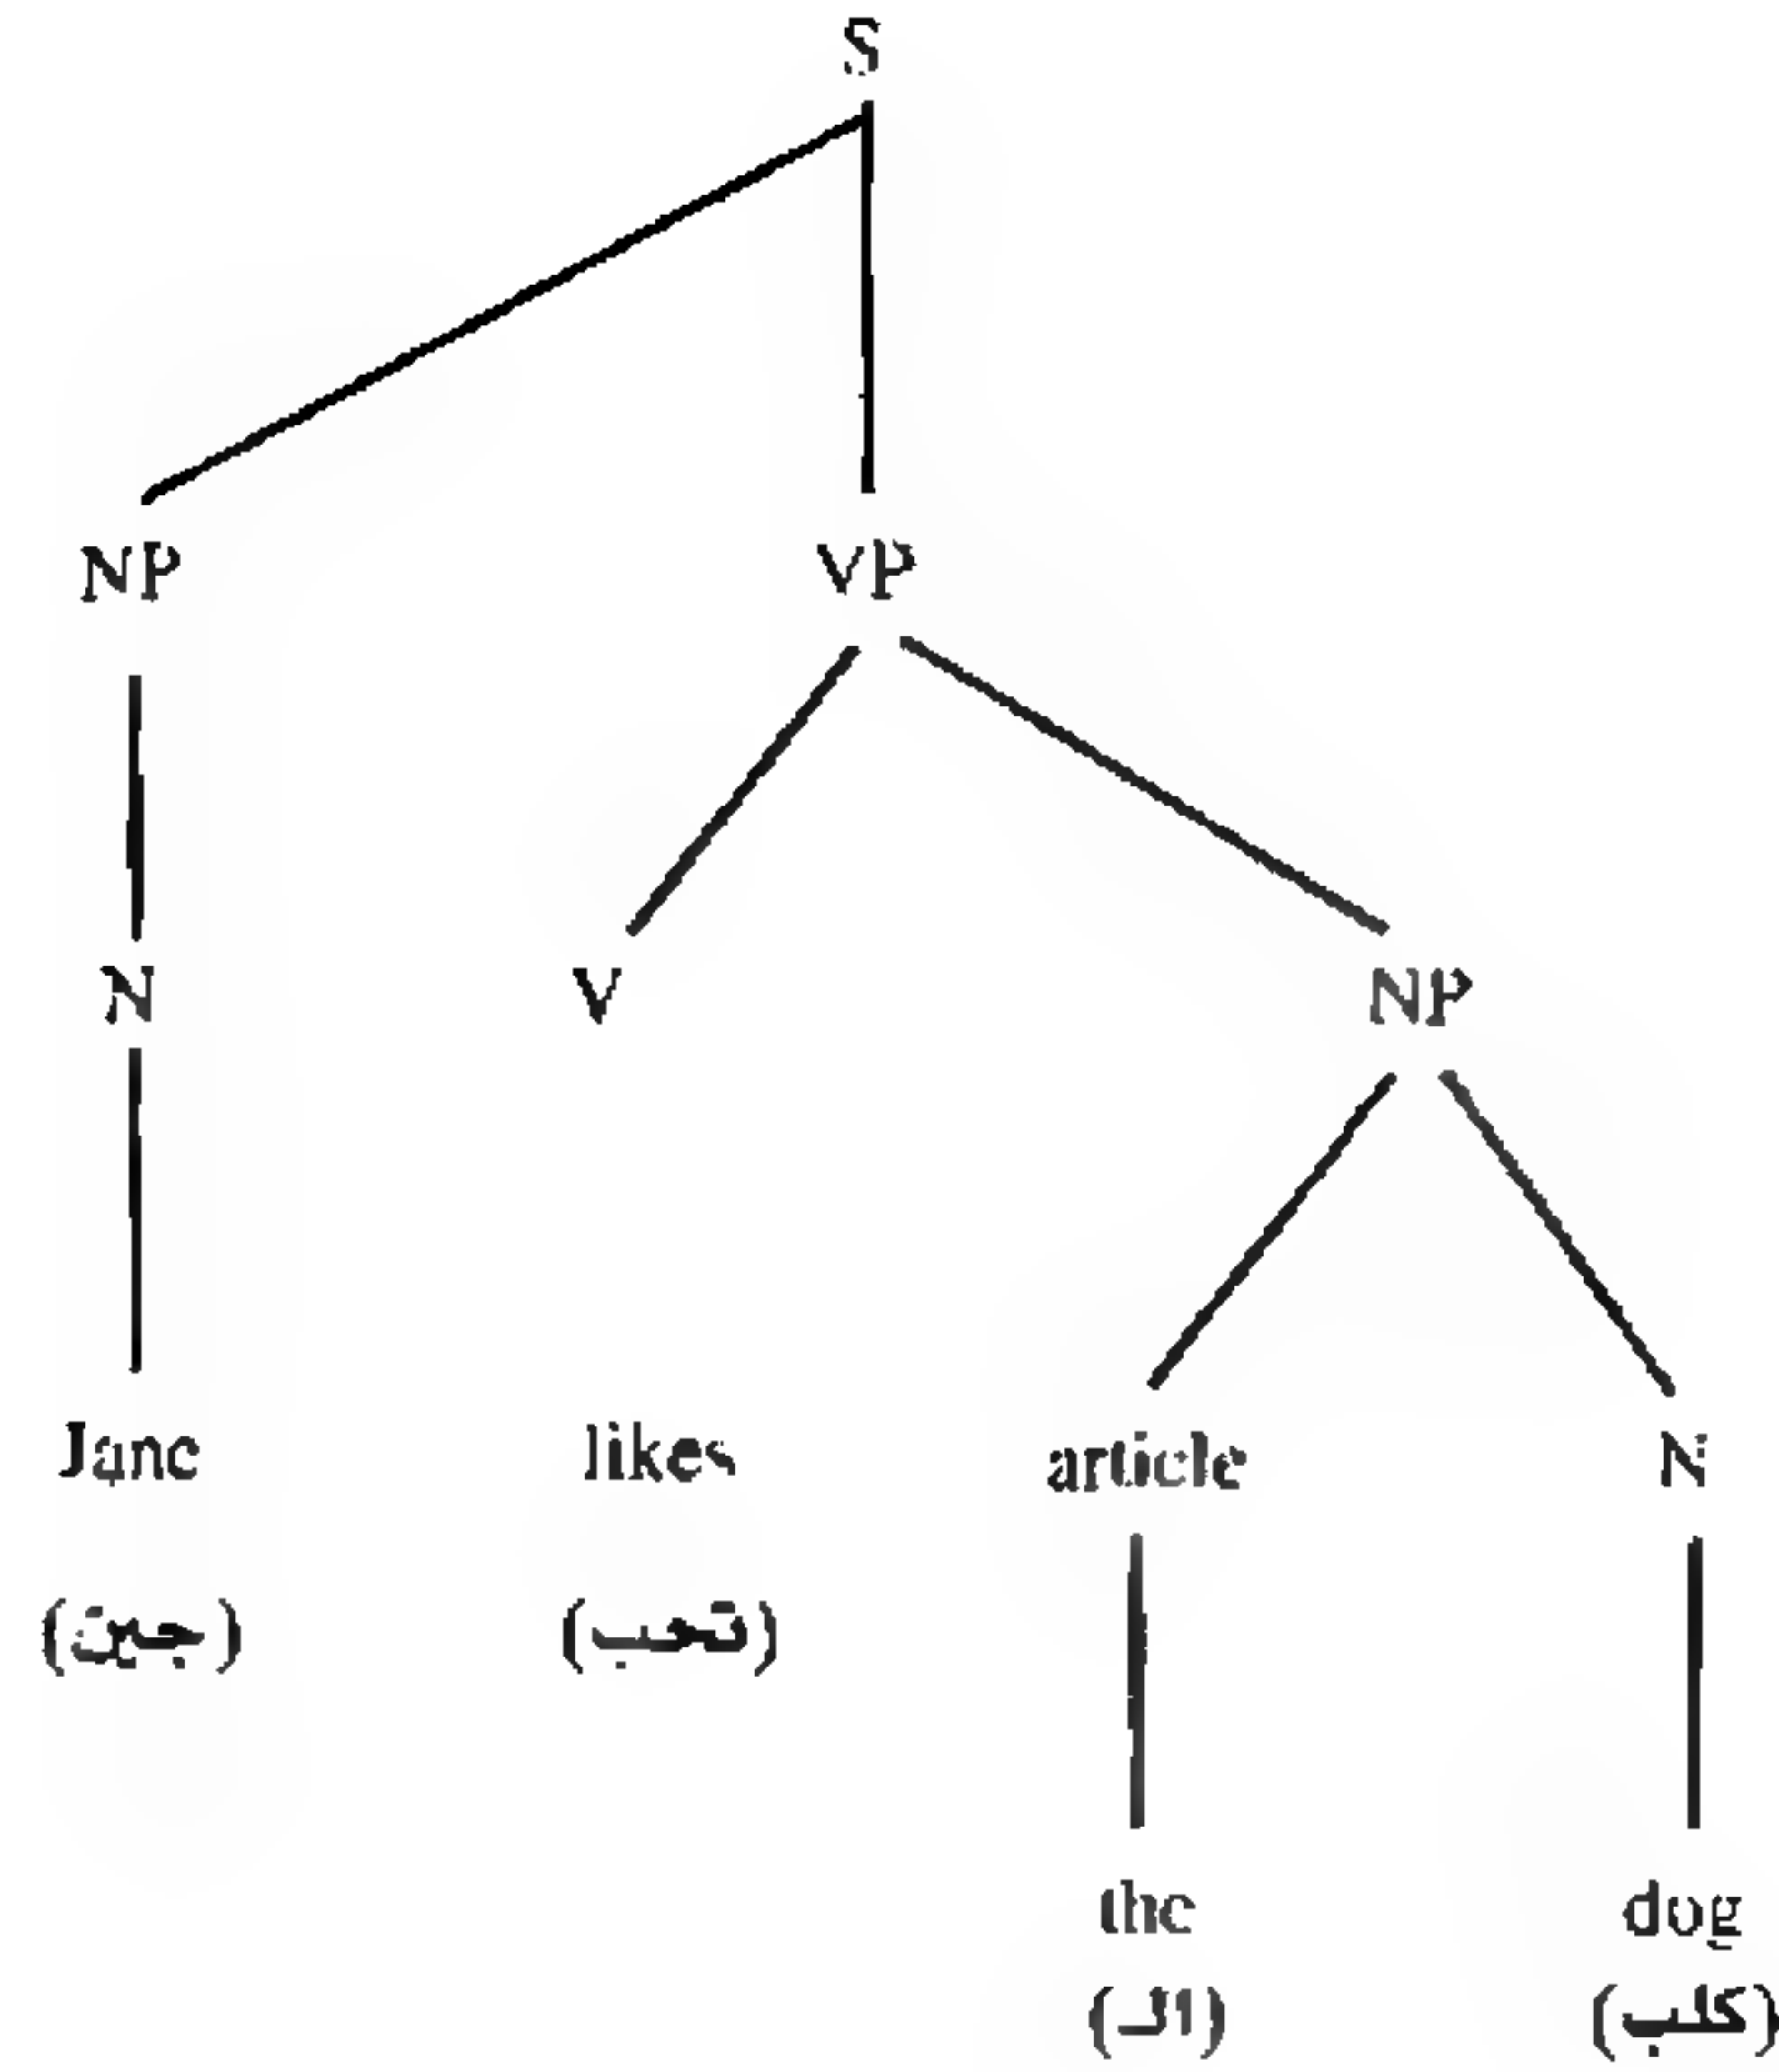 S
NP VP
N V NP
Jane likes article N
(جين) (تحب)
the dog
(الـ) (كلب)